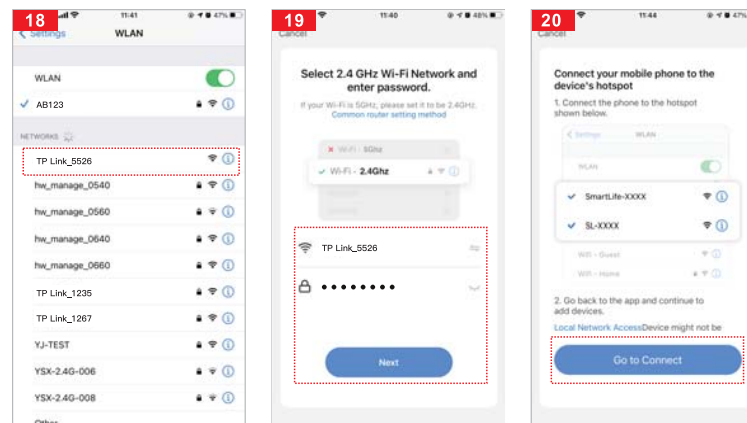 18
11:41
47%
Settings
WLAN
WLAN
AB123
NETWORKS
TP Link_5526
hw_manage_0540
hw_manage_0560
hw_manage_0640
hw_manage_0660
TP Link_1235
TP Link_1267
YJ-TEST
YSX-2.4G-006
YSX-2.4G-008
Other
19
11:40
48%
Cancel
Select 2.4 GHz Wi-Fi Network and
enter password.
If your Wi-Fi is 5GHz, please set it to be 2.4GHz.
Common router setting method
Wi-Fi - 5Ghz
Wi-Fi - 2.4Ghz
TP Link_5526
Next
20
11:44
47%
Cancel
Connect your mobile phone to the
device's hotspot
1. Connect the phone to the hotspot
shown below.
Settings
WLAN
WLAN
SmartLife-XXXX
SL-XXXX
Wifi - Guest
Wifi - Home
2. Go back to the app and continue to
add devices.
Local Network AccessDevice might not be
Go to Connect